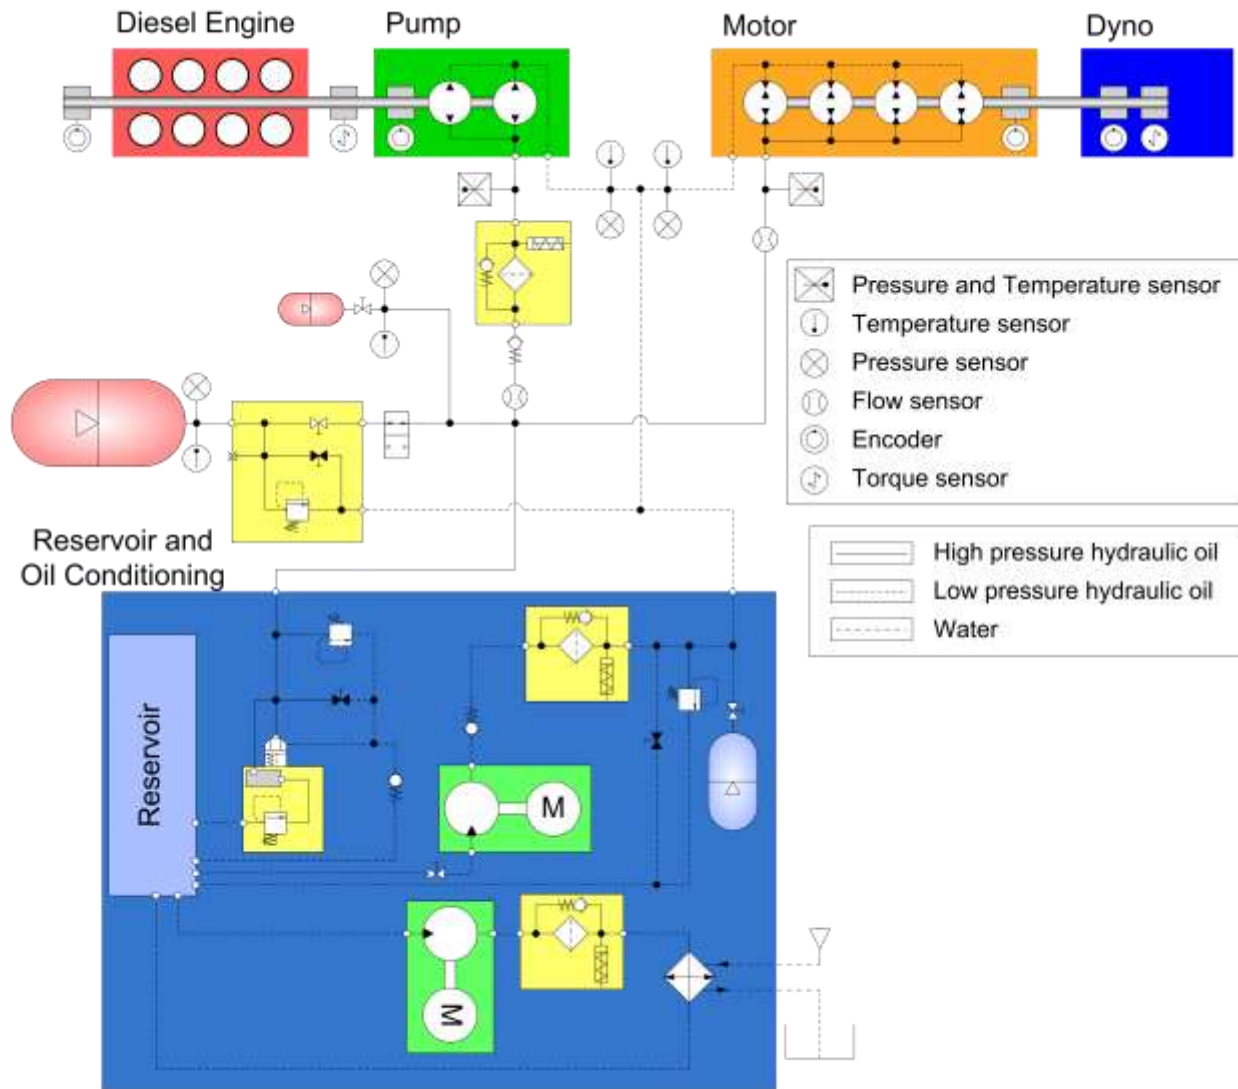 Diesel Engine
Pump
Motor
Dyno
Pressure and Temperature sensor
Temperature sensor
Pressure sensor
Flow sensor
Encoder
Torque sensor
Reservoir and
Oil Conditioning
High pressure hydraulic oil
Low pressure hydraulic oil
Water
Reservoir
M
M